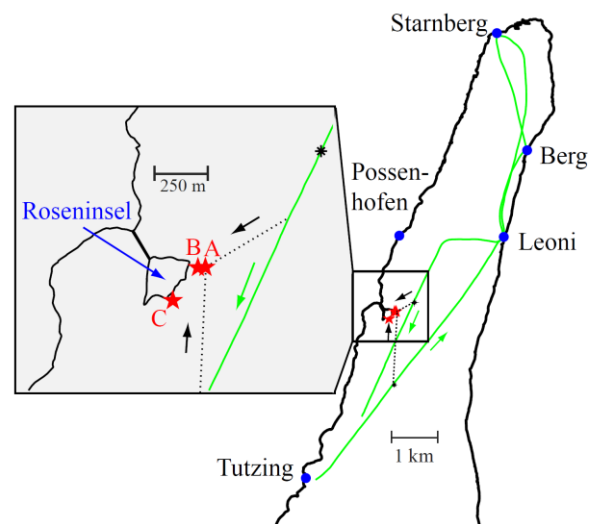 Starnberg
Berg
Possen-
hofen
Leoni
250 m
Roseninsel
B A
C
1 km
Tutzing